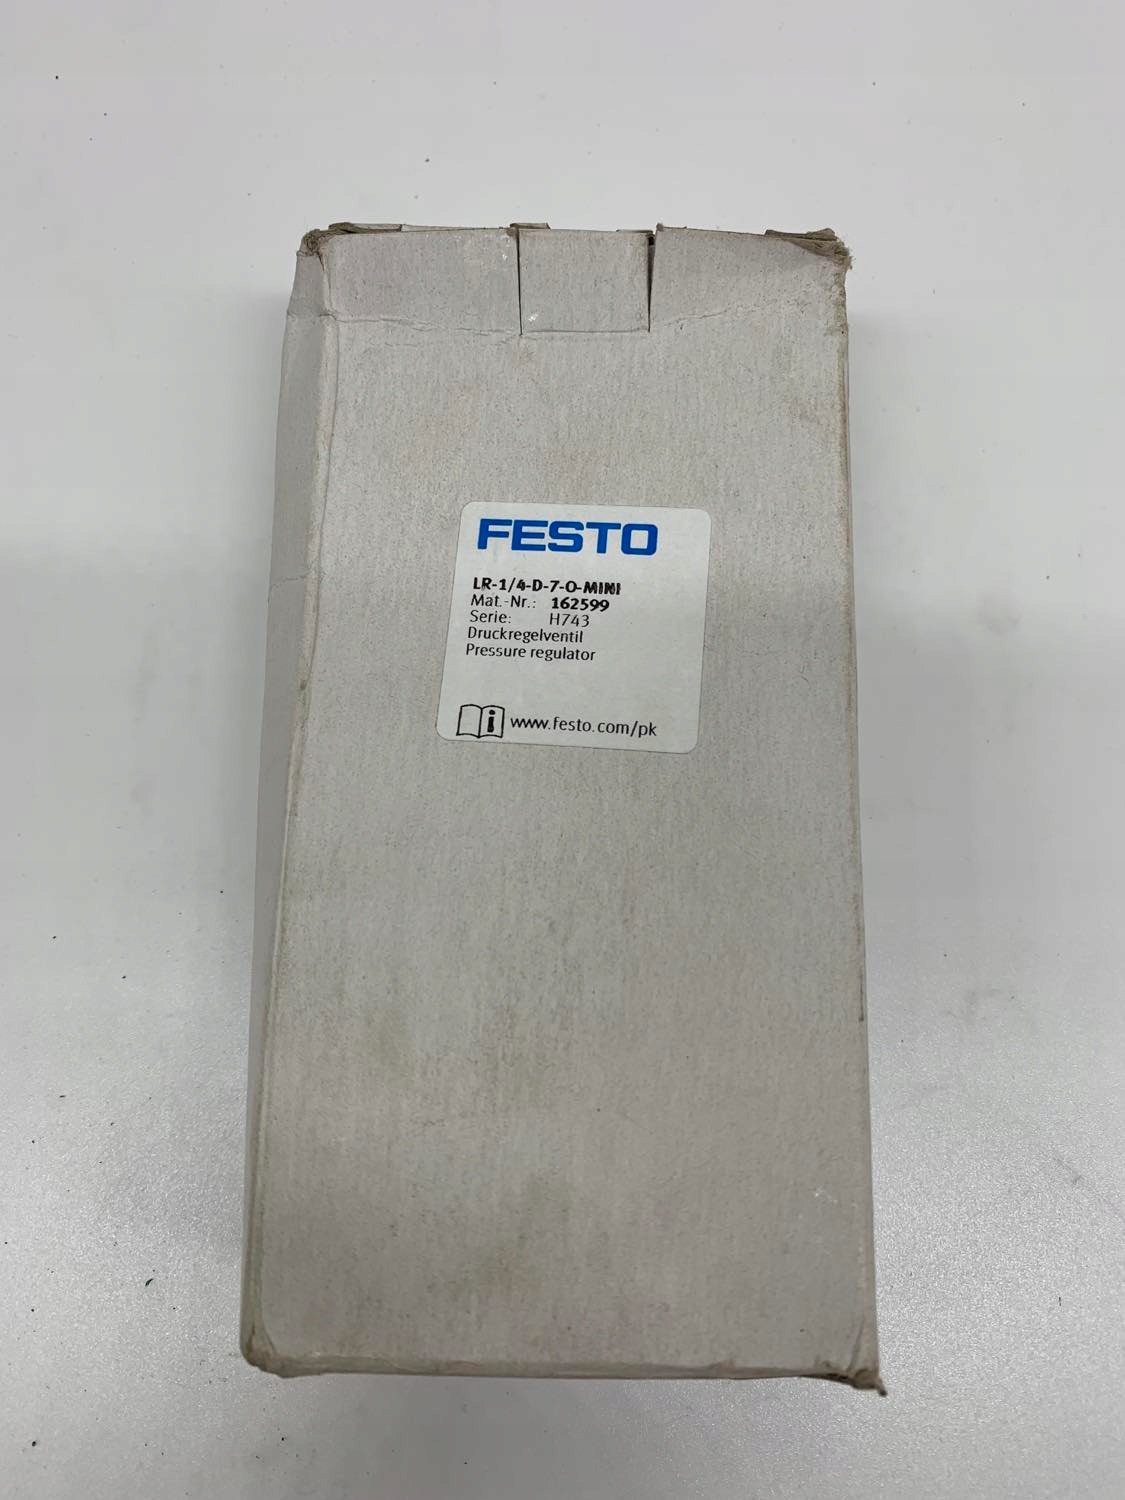 FESTO
LR-1/4-D-7-O-MINI
Mat.-Nr.: 162599
Serie: H743
Druckregelventil
Pressure regulator
i www.festo.com/pk